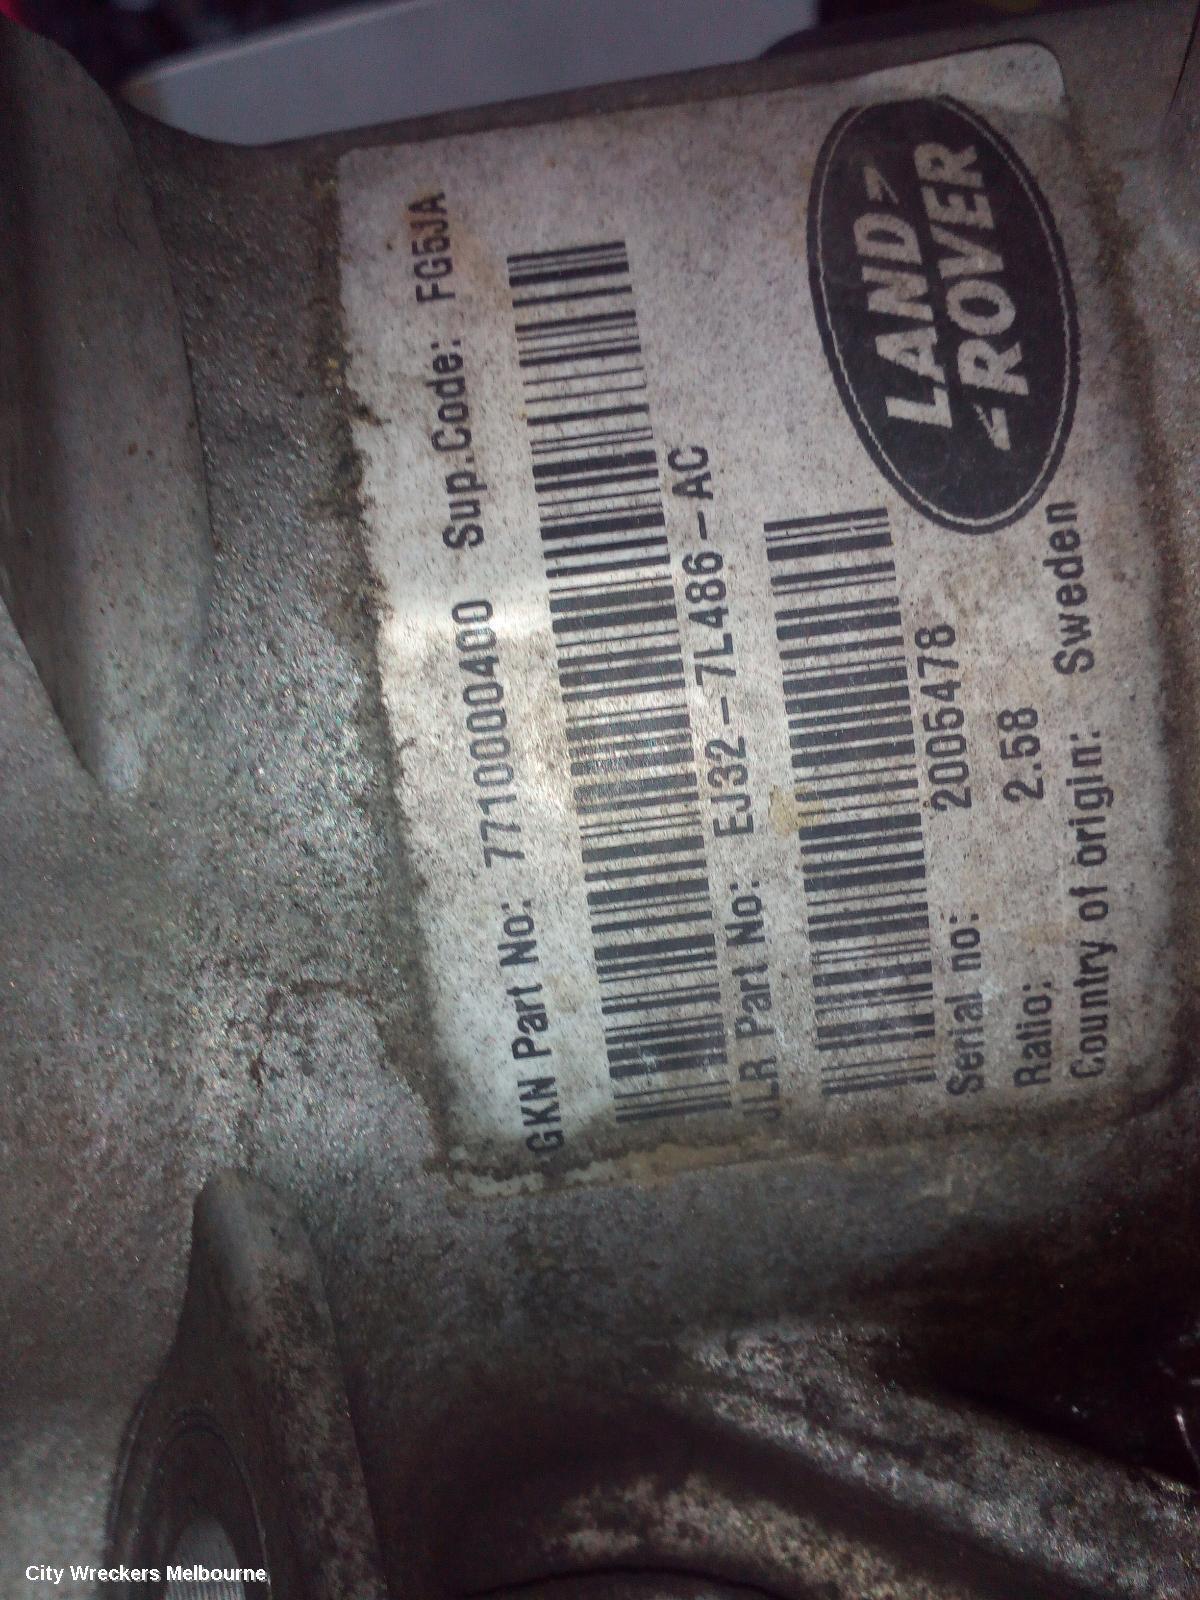 GKN Part No: 7710000400 Sup.Code: FG5JA
JLR Part No: EJ32-7L486-AC
Serial no: 2005478
Ratio: 2.58
Country of origin: Sweden
LAND
ROVER
City Wreckers Melbourne